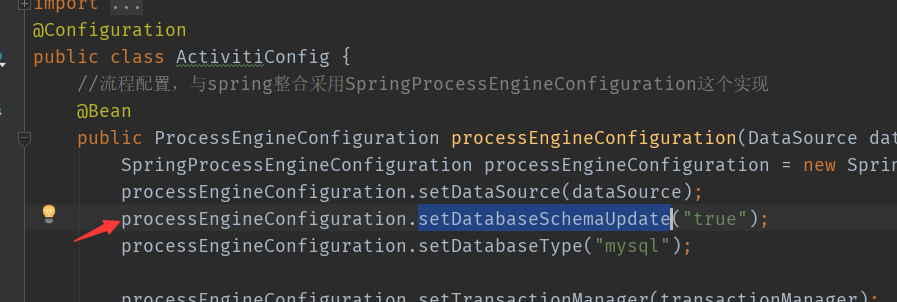 import ...
@Configuration
public class ActivitiConfig {
//流程配置，与spring整合采用SpringProcessEngineConfiguration这个实现
@Bean
public ProcessEngineConfiguration processEngineConfiguration(DataSource dat
SpringProcessEngineConfiguration processEngineConfiguration = new Sprin
processEngineConfiguration.setDataSource(dataSource);
processEngineConfiguration.setDatabaseSchemaUpdate("true");
processEngineConfiguration.setDatabaseType("mysql");
processEngineConfiguration.setTransactionManager(transactionManager);